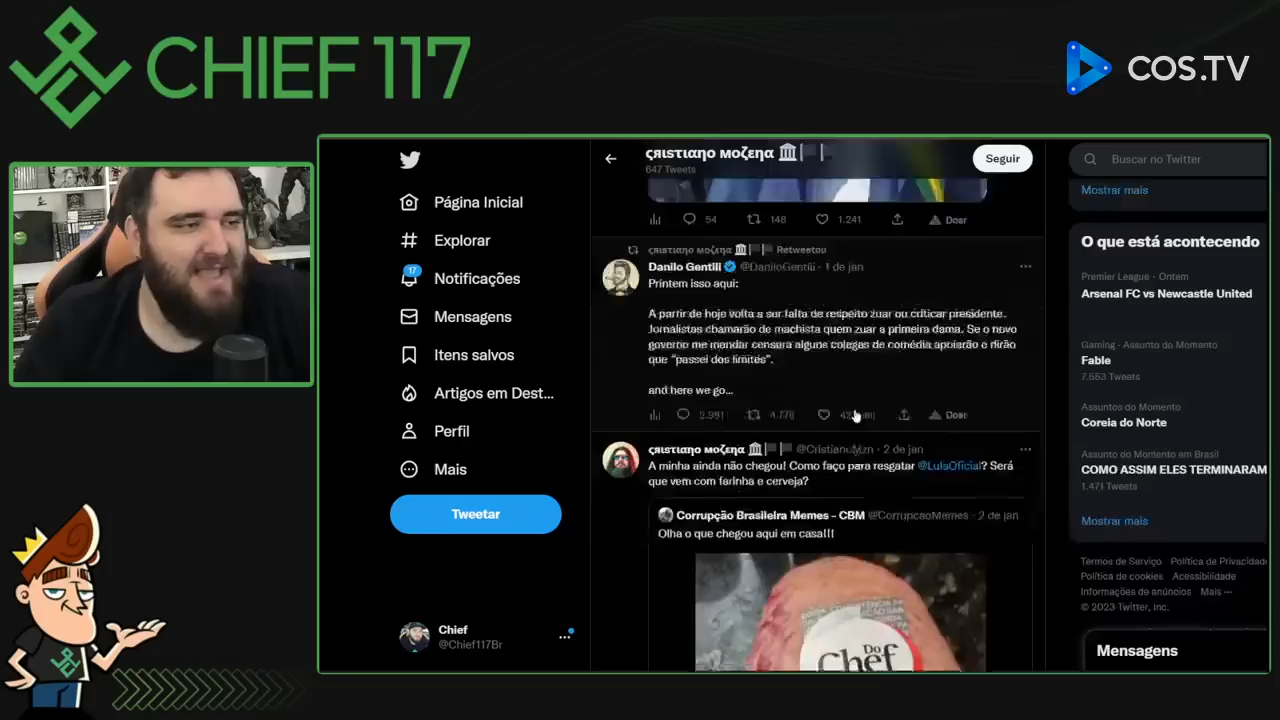 CHIEF 117
COS.TV
Página Inicial
Explorar
17
Notificações
Mensagens
Itens salvos
Artigos em Dest...
Perfil
Mais
Tweetar
Chief
@Chief117Br
...
647 Tweets
Seguir
54
148
1.241
Doar
Retweetou
Danilo Gentili @DaniloGentili · 1 de jan
Printem isso aqui:
A partir de hoje volta a ser falta de respeito zuar ou criticar presidente.
Jornalistas chamarão de machista quem zuar a primeira dama. Se o novo
governo me mandar censura alguns colegas de comédia apoiarão e dirão
que “passei dos limites”.
and here we go...
Doar
· 2 de jan
A minha ainda não chegou! Como faço para resgatar @LulaOficial? Será
que vem com farinha e cerveja?
Corrupção Brasileira Memes - CBM @CorrupcaoMemes · 2 de jan
Olha o que chegou aqui em casa!!!
Do
Chef
Buscar no Twitter
Mostrar mais
O que está acontecendo
Premier League · Ontem
Arsenal FC vs Newcastle United
Gaming · Assunto do Momento
Fable
7.553 Tweets
Assuntos do Momento
Coreia do Norte
Assunto do Momento em Brasil
COMO ASSIM ELES TERMINARAM
1.471 Tweets
Mostrar mais
Termos de Serviço Política de Privacidad
Política de cookies Acessibilidade
Informações de anúncios Mais ...
© 2023 Twitter, Inc.
Mensagens